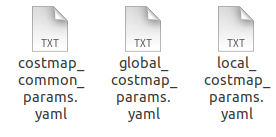 TXT TXT TXT
costmap_ global_ local_
common_ costmap_ costmap_
params. params. params.
yaml yaml yaml